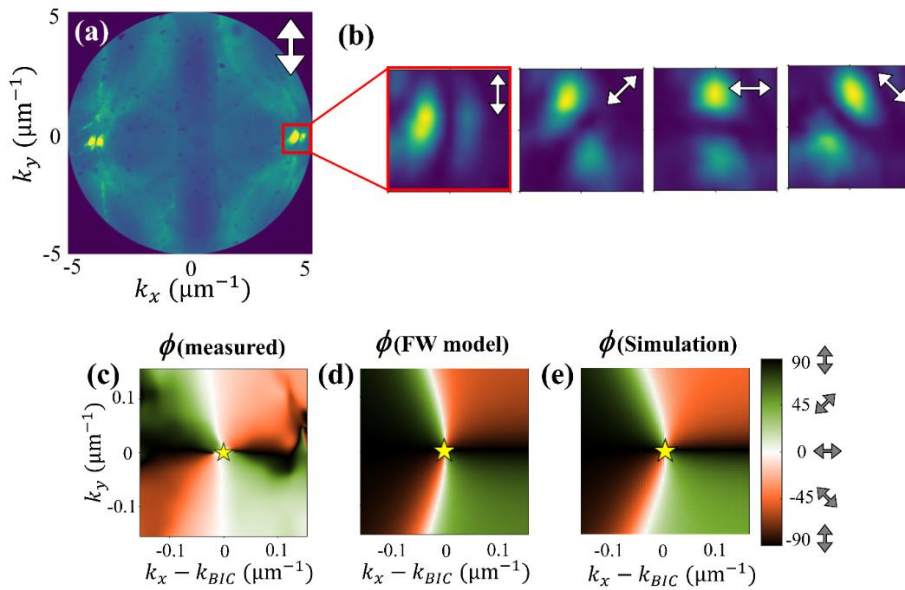 (a)
(b)
5
0
-5
k_y (μm⁻¹)
-5
0
5
k_x (μm⁻¹)
ϕ(measured)
ϕ(FW model)
ϕ(Simulation)
(c)
(d)
(e)
0.1
0
-0.1
k_y (μm⁻¹)
-0.1
0
0.1
-0.1
0
0.1
-0.1
0
0.1
k_x − k_BIC (μm⁻¹)
k_x − k_BIC (μm⁻¹)
k_x − k_BIC (μm⁻¹)
90
45
0
-45
-90